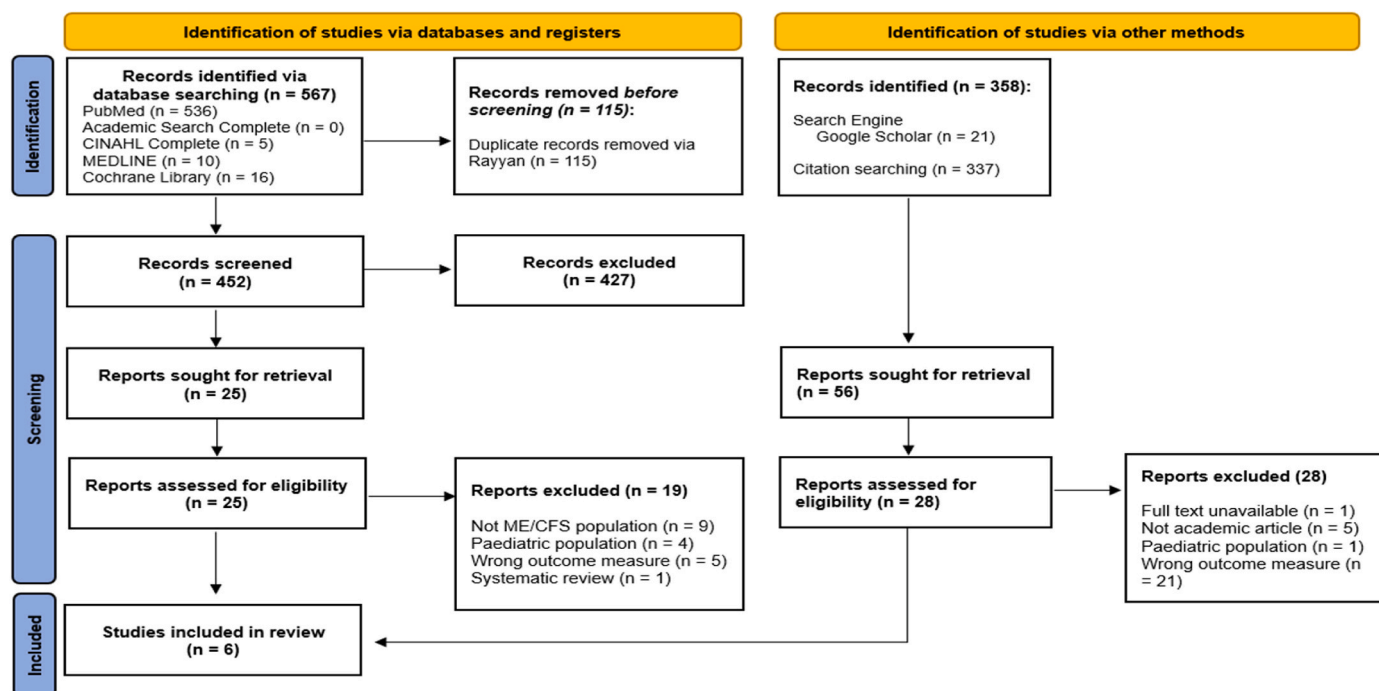 Identification of studies via databases and registers
Identification of studies via other methods
Identification
Records identified via
database searching (n = 567)
PubMed (n = 536)
Academic Search Complete (n = 0)
CINAHL Complete (n = 5)
MEDLINE (n = 10)
Cochrane Library (n = 16)
Records removed before
screening (n = 115):
Duplicate records removed via
Rayyan (n = 115)
Records identified (n = 358):
Search Engine
Google Scholar (n = 21)
Citation searching (n = 337)
Screening
Records screened
(n = 452)
Records excluded
(n = 427)
Reports sought for retrieval
(n = 25)
Reports sought for retrieval
(n = 56)
Reports assessed for eligibility
(n = 25)
Reports excluded (n = 19)
Not ME/CFS population (n = 9)
Paediatric population (n = 4)
Wrong outcome measure (n = 5)
Systematic review (n = 1)
Reports assessed for
eligibility (n = 28)
Reports excluded (28)
Full text unavailable (n = 1)
Not academic article (n = 5)
Paediatric population (n = 1)
Wrong outcome measure (n
= 21)
Included
Studies included in review
(n = 6)